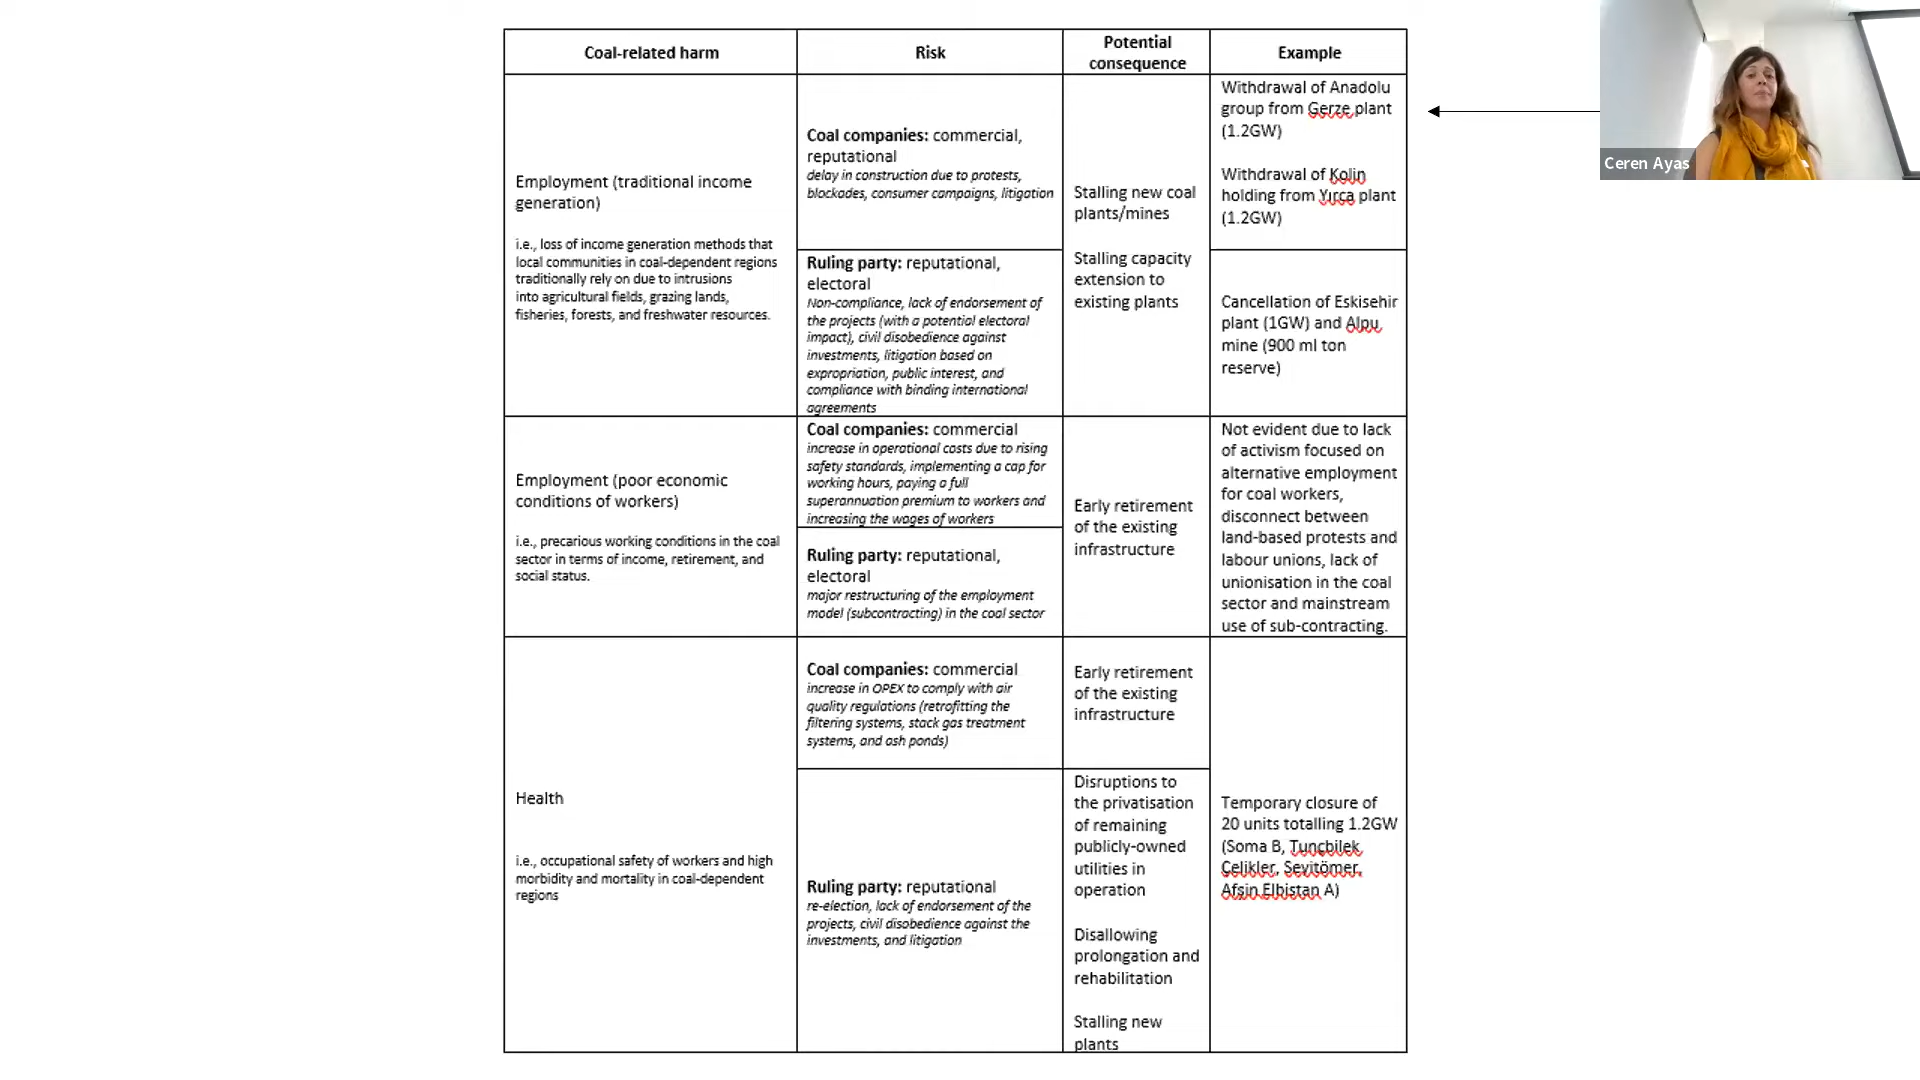 Coal-related harm
Risk
Potential
consequence
Example
Employment (traditional income
generation)
i.e., loss of income generation methods that
local communities in coal-dependent regions
traditionally rely on due to intrusions
into agricultural fields, grazing lands,
fisheries, forests, and freshwater resources.
Coal companies: commercial,
reputational
delay in construction due to protests,
blockades, consumer campaigns, litigation
Ruling party: reputational,
electoral
Non-compliance, lack of endorsement of
the projects (with a potential electoral
impact), civil disobedience against
investments, litigation based on
expropriation, public interest, and
compliance with binding international
agreements
Stalling new coal
plants/mines
Stalling capacity
extension to
existing plants
Withdrawal of Anadolu
group from Gerze plant
(1.2GW)
Withdrawal of Kolin
holding from Yırca plant
(1.2GW)
Cancellation of Eskisehir
plant (1GW) and Alpu
mine (900 ml ton
reserve)
Employment (poor economic
conditions of workers)
i.e., precarious working conditions in the coal
sector in terms of income, retirement, and
social status.
Coal companies: commercial
increase in operational costs due to rising
safety standards, implementing a cap for
working hours, paying a full
superannuation premium to workers and
increasing the wages of workers
Ruling party: reputational,
electoral
major restructuring of the employment
model (subcontracting) in the coal sector
Early retirement
of the existing
infrastructure
Not evident due to lack
of activism focused on
alternative employment
for coal workers,
disconnect between
land-based protests and
labour unions, lack of
unionisation in the coal
sector and mainstream
use of sub-contracting.
Health
i.e., occupational safety of workers and high
morbidity and mortality in coal-dependent
regions
Coal companies: commercial
increase in OPEX to comply with air
quality regulations (retrofitting the
filtering systems, stack gas treatment
systems, and ash ponds)
Early retirement
of the existing
infrastructure
Ruling party: reputational
re-election, lack of endorsement of the
projects, civil disobedience against the
investments, and litigation
Disruptions to
the privatisation
of remaining
publicly-owned
utilities in
operation
Disallowing
prolongation and
rehabilitation
Stalling new
plants
Temporary closure of
20 units totalling 1.2GW
(Soma B, Tunçbilek
Çelikler, Seyitömer,
Afşin Elbistan A)
Ceren Ayas